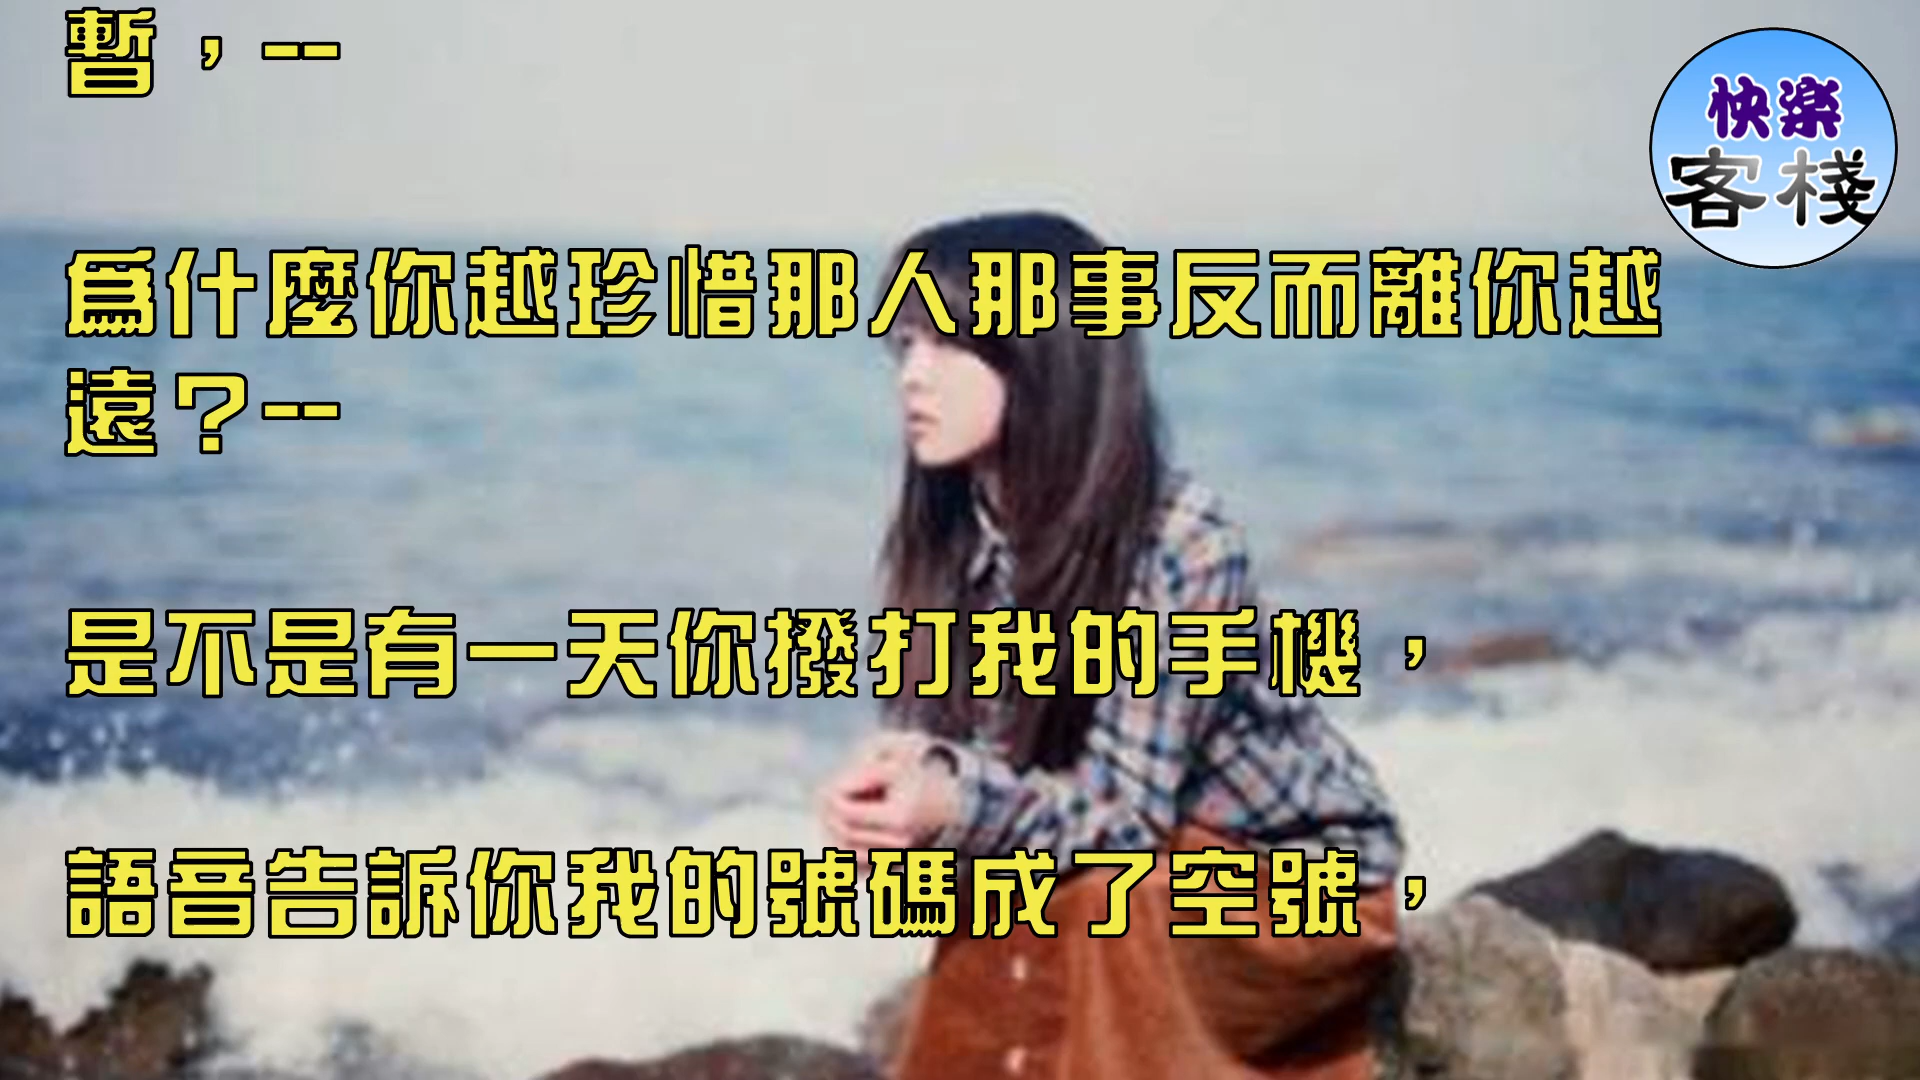 暫，--
快楽
客棧
爲什麼你越珍惜那人那事反而離你越
遠？--
是不是有一天你撥打我的手機，
語音告訴你我的號碼成了空號，